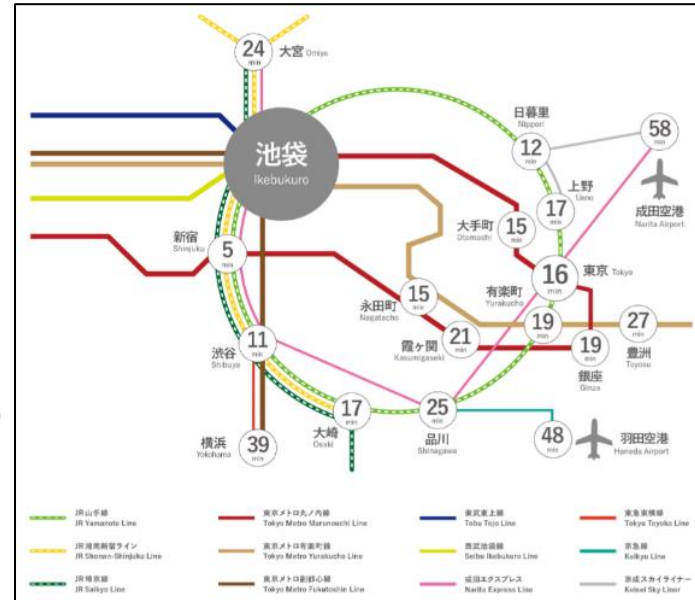 24
min
大宮 Omiya
池袋
Ikebukuro
日暮里
Nippori
12
min
58
min
上野
Ueno
17
min
成田空港
Narita Airport
大手町
Otemachi
15
min
新宿
Shinjuku
5
min
16
min
東京 Tokyo
有楽町
Yurakucho
19
min
永田町
Nagatacho
15
min
霞ヶ関
Kasumigaseki
21
min
27
min
豊洲
Toyosu
19
min
銀座
Ginza
渋谷
Shibuya
11
min
横浜
Yokohama
39
min
大崎
Osaki
17
min
25
min
品川
Shinagawa
48
min
羽田空港
Haneda Airport
JR山手線
JR Yamanote Line
東京メトロ丸ノ内線
Tokyo Metro Marunouchi Line
東武東上線
Tobu Tojo Line
東急東横線
Tokyu Toyoko Line
JR湘南新宿ライン
JR Shonan-Shinjuku Line
東京メトロ有楽町線
Tokyo Metro Yurakucho Line
西武池袋線
Seibu Ikebukuro Line
京急線
Keikyu Line
JR埼京線
JR Saikyo Line
東京メトロ副都心線
Tokyo Metro Fukutoshin Line
成田エクスプレス
Narita Express Line
京成スカイライナー
Keisei Sky Liner